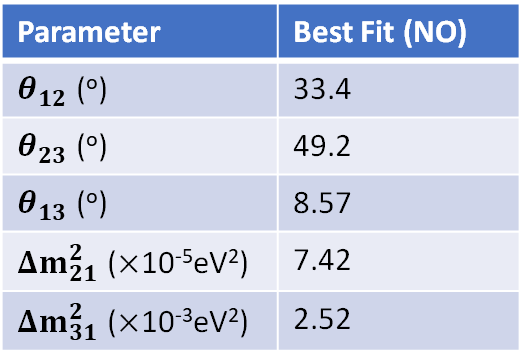 Parameter Best Fit (NO)
θ₁₂ (º) 33.4
θ₂₃ (º) 49.2
θ₁₃ (º) 8.57
Δm²₂₁ (×10⁻⁵eV²) 7.42
Δm²₃₁ (×10⁻³eV²) 2.52